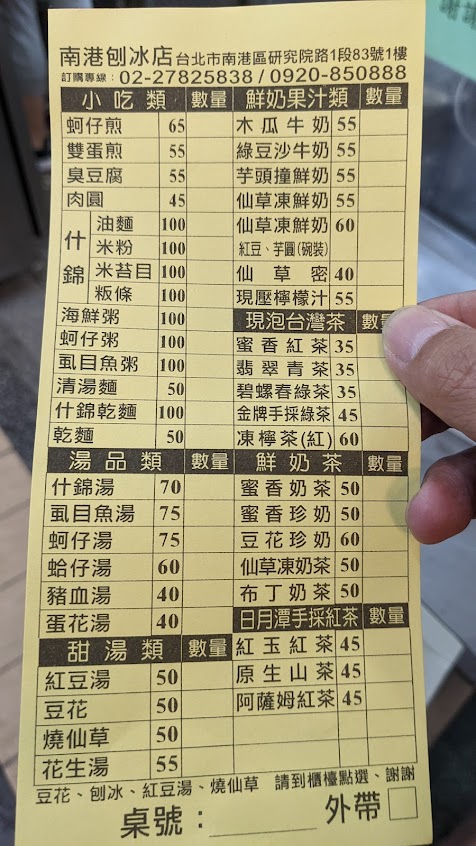 南港刨冰店 台北市南港區研究院路1段83號1樓
訂購專線：02-27825838 / 0920-850888
小吃類 數量
蚵仔煎 65
雙蛋煎 55
臭豆腐 55
肉圓 45
什錦
油麵 100
米粉 100
米苔目 100
粄條 100
海鮮粥 100
蚵仔粥 100
虱目魚粥 100
清湯麵 50
什錦乾麵 100
乾麵 50
湯品類 數量
什錦湯 70
虱目魚湯 75
蚵仔湯 75
蛤仔湯 60
豬血湯 40
蛋花湯 40
甜湯類 數量
紅豆湯 50
豆花 50
燒仙草 50
花生湯 55
鮮奶果汁類 數量
木瓜牛奶 55
綠豆沙牛奶 55
芋頭撞鮮奶 55
仙草凍鮮奶 55
仙草凍鮮奶 60
紅豆、芋圓(碗裝)
仙草密 40
現壓檸檬汁 55
現泡台灣茶 數量
蜜香紅茶 35
翡翠青茶 35
碧螺春綠茶 35
金牌手採綠茶 45
凍檸茶(紅) 60
鮮奶茶 數量
蜜香奶茶 50
蜜香珍奶 50
豆花珍奶 60
仙草凍奶茶 50
布丁奶茶 50
日月潭手採紅茶 數量
紅玉紅茶 45
原生山茶 45
阿薩姆紅茶 45
豆花、刨冰、紅豆湯、燒仙草 請到櫃檯點選、謝謝
桌號： 外帶